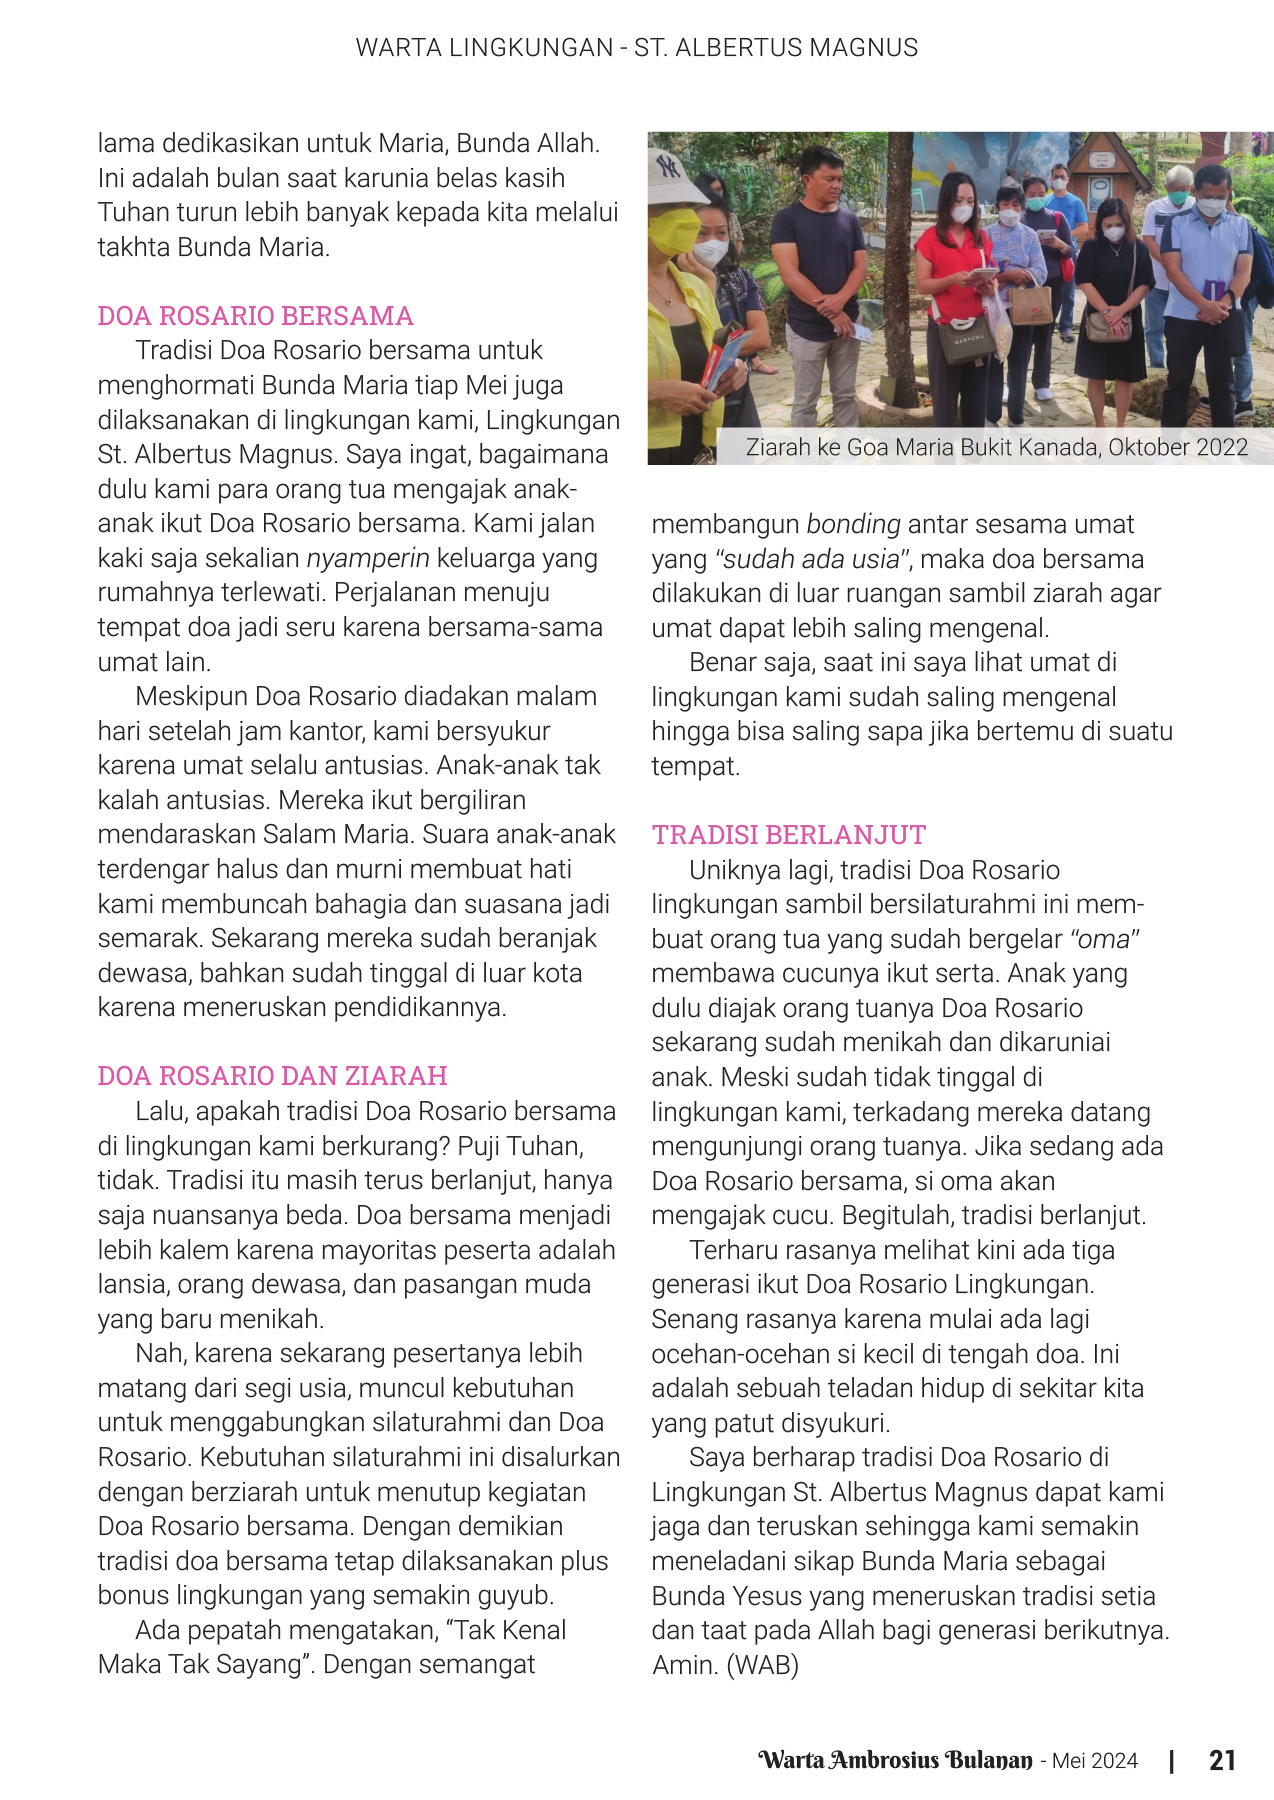 WARTA LINGKUNGAN - ST. ALBERTUS MAGNUS
lama dedikasikan untuk Maria, Bunda Allah.
Ini adalah bulan saat karunia belas kasih
Tuhan turun lebih banyak kepada kita melalui
takhta Bunda Maria.
DOA ROSARIO BERSAMA
Tradisi Doa Rosario bersama untuk
menghormati Bunda Maria tiap Mei juga
dilaksanakan di lingkungan kami, Lingkungan
St. Albertus Magnus. Saya ingat, bagaimana
dulu kami para orang tua mengajak anak-
anak ikut Doa Rosario bersama. Kami jalan
kaki saja sekalian nyamperin keluarga yang
rumahnya terlewati. Perjalanan menuju
tempat doa jadi seru karena bersama-sama
umat lain.
Meskipun Doa Rosario diadakan malam
hari setelah jam kantor, kami bersyukur
karena umat selalu antusias. Anak-anak tak
kalah antusias. Mereka ikut bergiliran
mendaraskan Salam Maria. Suara anak-anak
terdengar halus dan murni membuat hati
kami membuncah bahagia dan suasana jadi
semarak. Sekarang mereka sudah beranjak
dewasa, bahkan sudah tinggal di luar kota
karena meneruskan pendidikannya.
DOA ROSARIO DAN ZIARAH
Lalu, apakah tradisi Doa Rosario bersama
di lingkungan kami berkurang? Puji Tuhan,
tidak. Tradisi itu masih terus berlanjut, hanya
saja nuansanya beda. Doa bersama menjadi
lebih kalem karena mayoritas peserta adalah
lansia, orang dewasa, dan pasangan muda
yang baru menikah.
Nah, karena sekarang pesertanya lebih
matang dari segi usia, muncul kebutuhan
untuk menggabungkan silaturahmi dan Doa
Rosario. Kebutuhan silaturahmi ini disalurkan
dengan berziarah untuk menutup kegiatan
Doa Rosario bersama. Dengan demikian
tradisi doa bersama tetap dilaksanakan plus
bonus lingkungan yang semakin guyub.
Ada pepatah mengatakan, “Tak Kenal
Maka Tak Sayang”. Dengan semangat
Ziarah ke Goa Maria Bukit Kanada, Oktober 2022
membangun bonding antar sesama umat
yang “sudah ada usia”, maka doa bersama
dilakukan di luar ruangan sambil ziarah agar
umat dapat lebih saling mengenal.
Benar saja, saat ini saya lihat umat di
lingkungan kami sudah saling mengenal
hingga bisa saling sapa jika bertemu di suatu
tempat.
TRADISI BERLANJUT
Uniknya lagi, tradisi Doa Rosario
lingkungan sambil bersilaturahmi ini mem-
buat orang tua yang sudah bergelar “oma”
membawa cucunya ikut serta. Anak yang
dulu diajak orang tuanya Doa Rosario
sekarang sudah menikah dan dikaruniai
anak. Meski sudah tidak tinggal di
lingkungan kami, terkadang mereka datang
mengunjungi orang tuanya. Jika sedang ada
Doa Rosario bersama, si oma akan
mengajak cucu. Begitulah, tradisi berlanjut.
Terharu rasanya melihat kini ada tiga
generasi ikut Doa Rosario Lingkungan.
Senang rasanya karena mulai ada lagi
ocehan-ocehan si kecil di tengah doa. Ini
adalah sebuah teladan hidup di sekitar kita
yang patut disyukuri.
Saya berharap tradisi Doa Rosario di
Lingkungan St. Albertus Magnus dapat kami
jaga dan teruskan sehingga kami semakin
meneladani sikap Bunda Maria sebagai
Bunda Yesus yang meneruskan tradisi setia
dan taat pada Allah bagi generasi berikutnya.
Amin. (WAB)
Warta Ambrosius Bulanan - Mei 2024 | 21